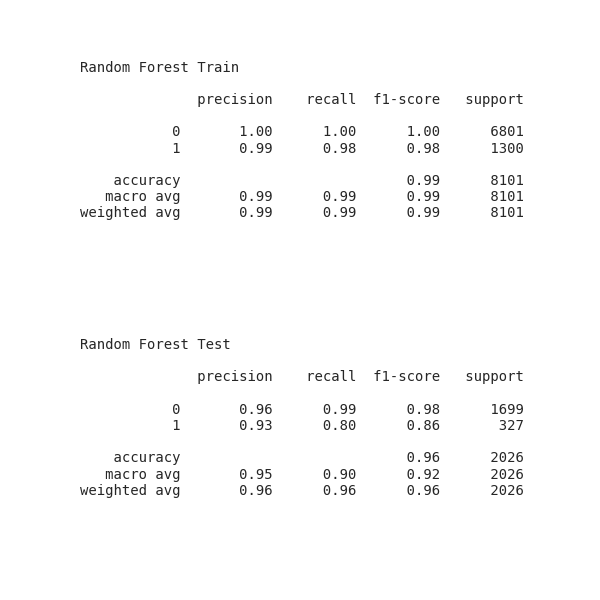 Random Forest Train
precision recall f1-score support
0 1.00 1.00 1.00 6801
1 0.99 0.98 0.98 1300
accuracy 0.99 8101
macro avg 0.99 0.99 0.99 8101
weighted avg 0.99 0.99 0.99 8101
Random Forest Test
precision recall f1-score support
0 0.96 0.99 0.98 1699
1 0.93 0.80 0.86 327
accuracy 0.96 2026
macro avg 0.95 0.90 0.92 2026
weighted avg 0.96 0.96 0.96 2026